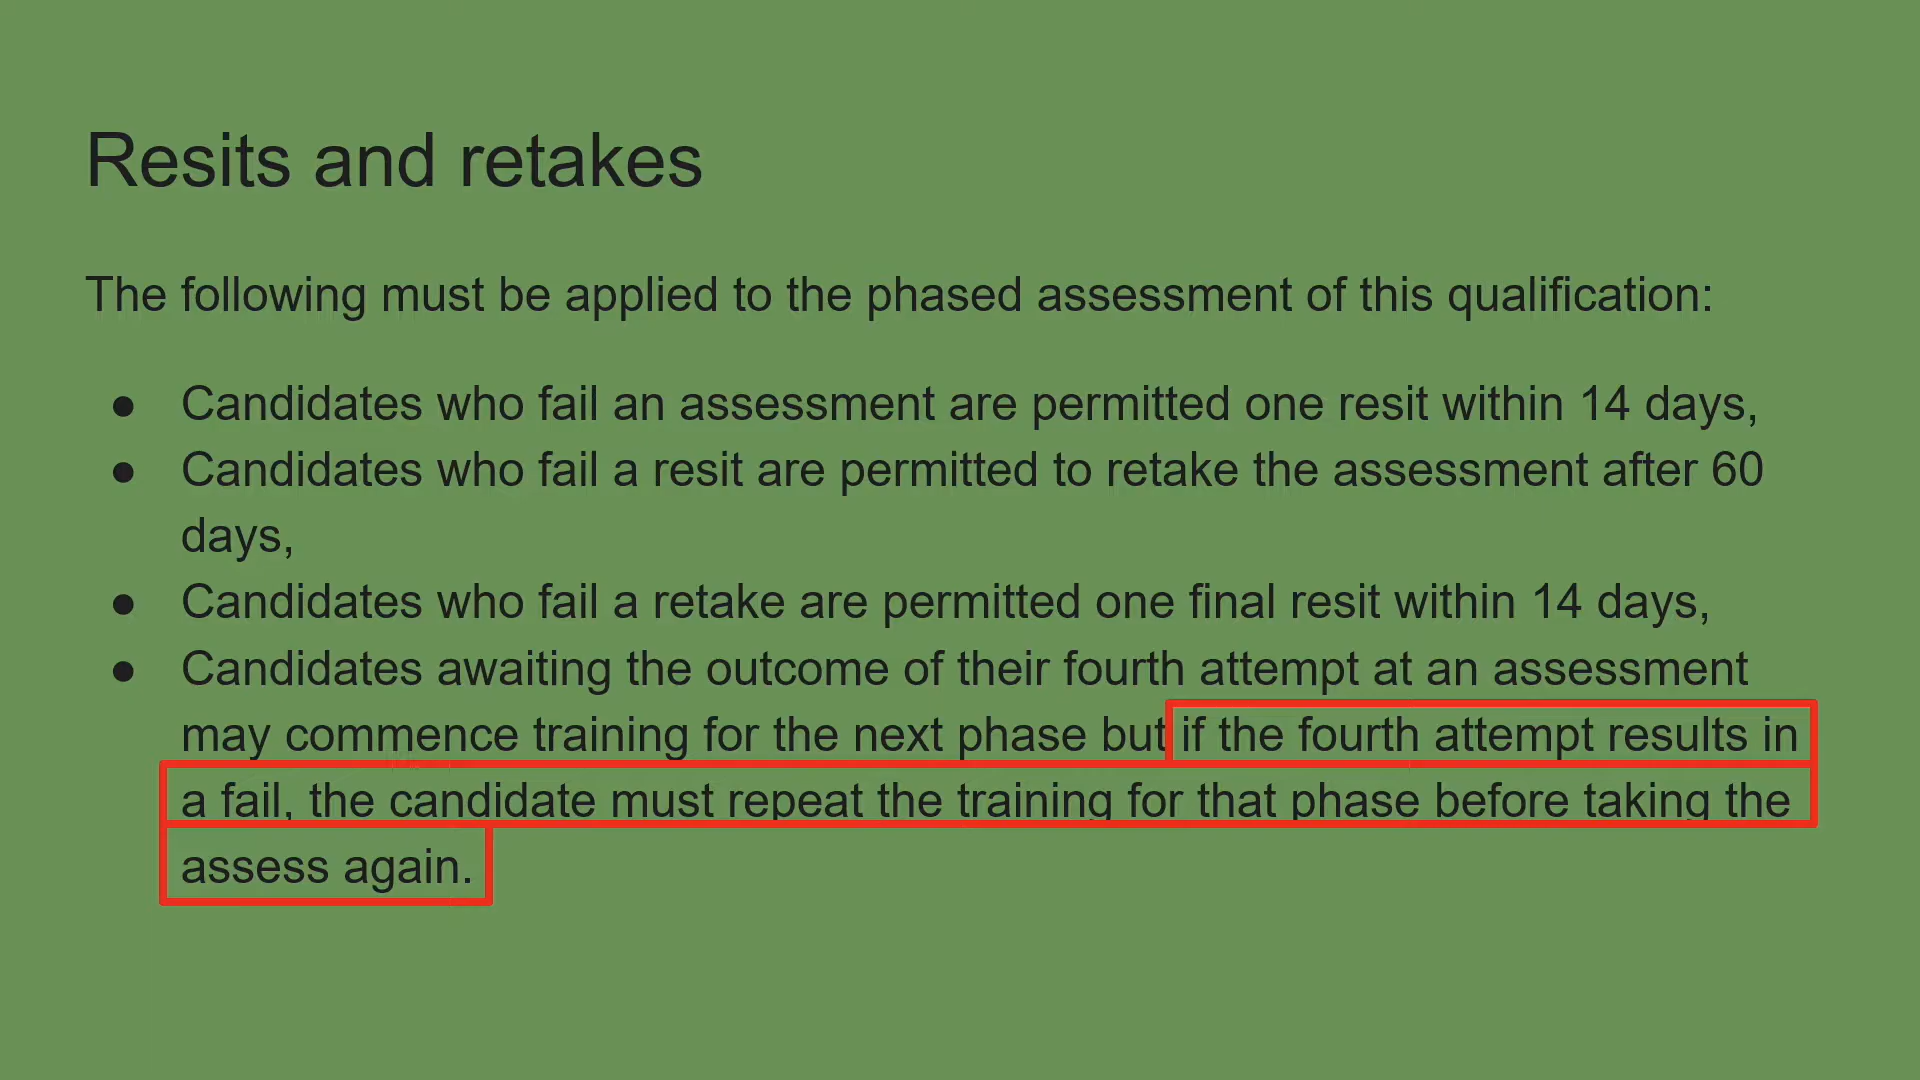 Resits and retakes
The following must be applied to the phased assessment of this qualification:
● Candidates who fail an assessment are permitted one resit within 14 days,
● Candidates who fail a resit are permitted to retake the assessment after 60
days,
● Candidates who fail a retake are permitted one final resit within 14 days,
● Candidates awaiting the outcome of their fourth attempt at an assessment
may commence training for the next phase but if the fourth attempt results in
a fail, the candidate must repeat the training for that phase before taking the
assess again.